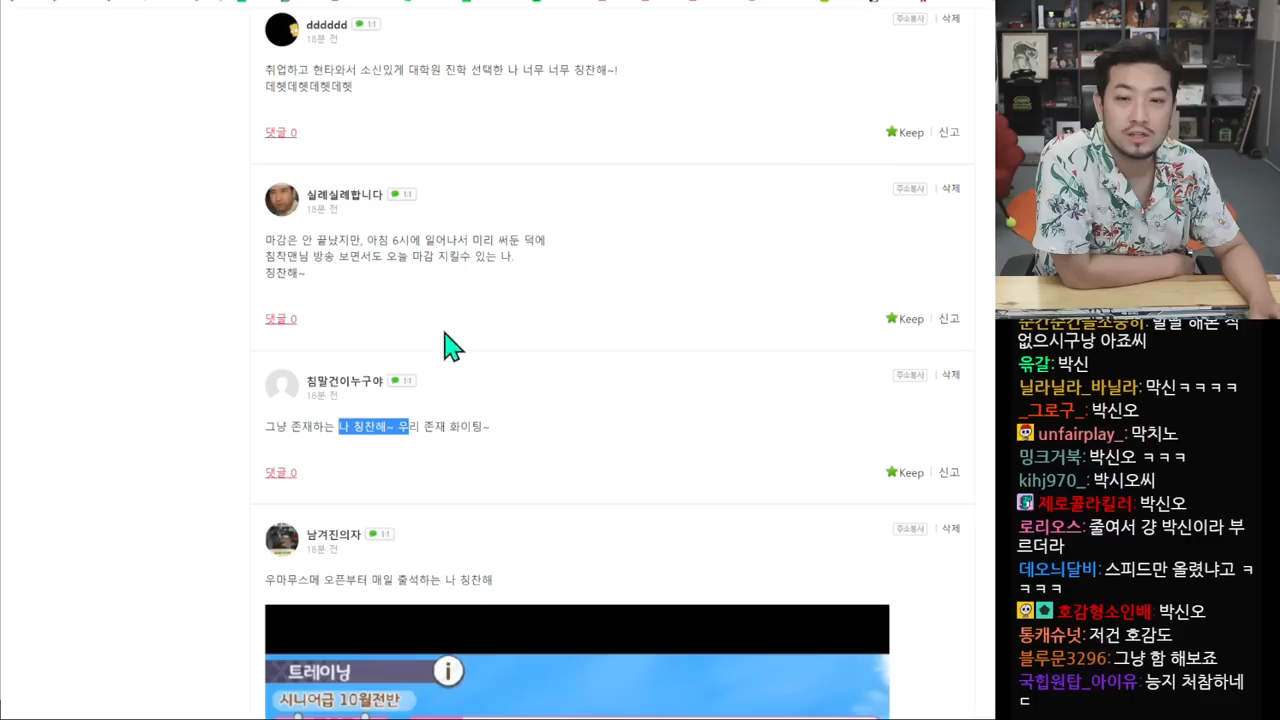 dddddd 1:1
18분 전
주소봉사 삭제
취업하고 현타와서 소신있게 대학원 진학 선택한 나 너무 너무 칭찬해~!
데헷데헷데헷데헷
댓글 0
Keep 신고
실례실례합니다 1:1
18분 전
주소봉사 삭제
마감은 안 끝났지만, 아침 6시에 일어나서 미리 써둔 덕에
침착맨님 방송 보면서도 오늘 마감 지킬수 있는 나.
칭찬해~
댓글 0
Keep 신고
침말건이누구야 1:1
18분 전
주소봉사 삭제
그냥 존재하는 나 칭찬해~ 우리 존재 화이팅~
댓글 0
Keep 신고
남겨진의자 1:1
18분 전
주소봉사 삭제
우마무스메 오픈부터 매일 출석하는 나 칭찬해
트레이닝
시니어급 10월전반
없으시구낭 아죠씨
윾갈: 박신
닐라닐라_바닐라: 막신ㅋㅋㅋㅋ
_그로구_: 박신오
unfairplay_: 막치노
밍크거북: 박신오 ㅋㅋㅋ
kihj970_: 박시오씨
제로콜라킬러: 박신오
로리오스: 줄여서 걍 박신이라 부
르더라
데오늬달비: 스피드만 올렸냐고 ㅋ
ㅋㅋㅋ
호감형소인배: 박신오
통캐슈넛: 저건 호감도
블루문3296: 그냥 함 해보죠
국힙원탑_아이유: 능지 처참하네
ㄷ